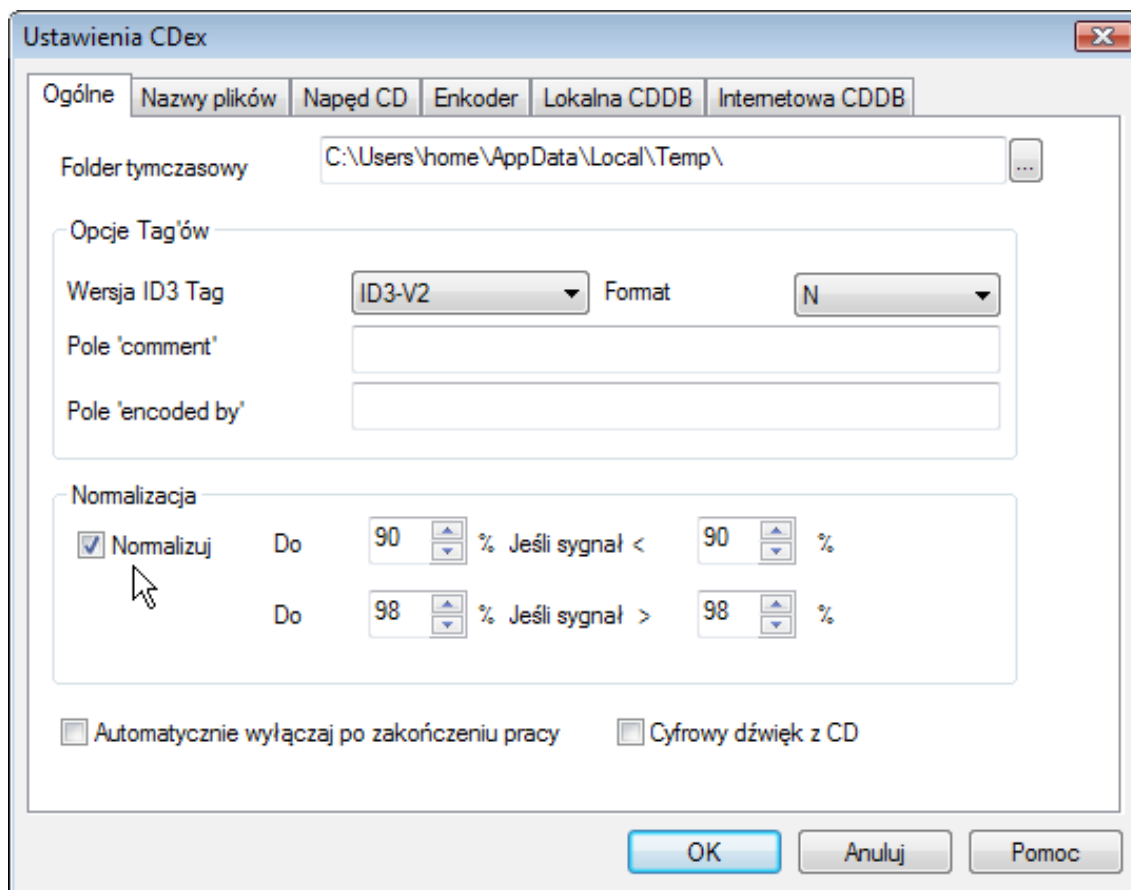 Ustawienia CDex
Ogólne Nazwy plików Napęd CD Enkoder Lokalna CDDB Internetowa CDDB
Folder tymczasowy C:\Users\home\AppData\Local\Temp\ ...
Opcje Tag'ów
Wersja ID3 Tag ID3-V2 Format N
Pole 'comment'
Pole 'encoded by'
Normalizacja
Normalizuj Do 90 % Jeśli sygnał < 90 %
Do 98 % Jeśli sygnał > 98 %
Automatycznie wyłączaj po zakończeniu pracy Cyfrowy dźwięk z CD
OK Anuluj Pomoc